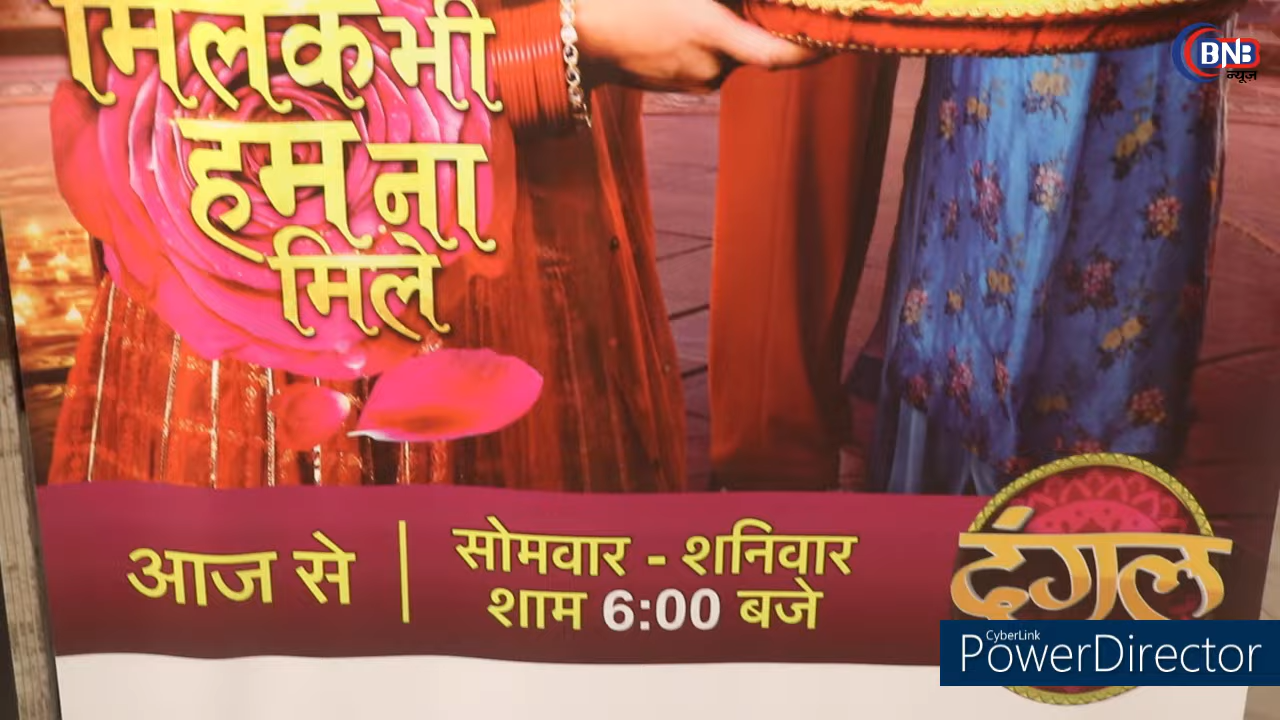 मिलके भी
हम ना
मिले
BNB
न्यूज़
आज से
सोमवार - शनिवार
शाम 6:00 बजे
दंगल
CyberLink
PowerDirector